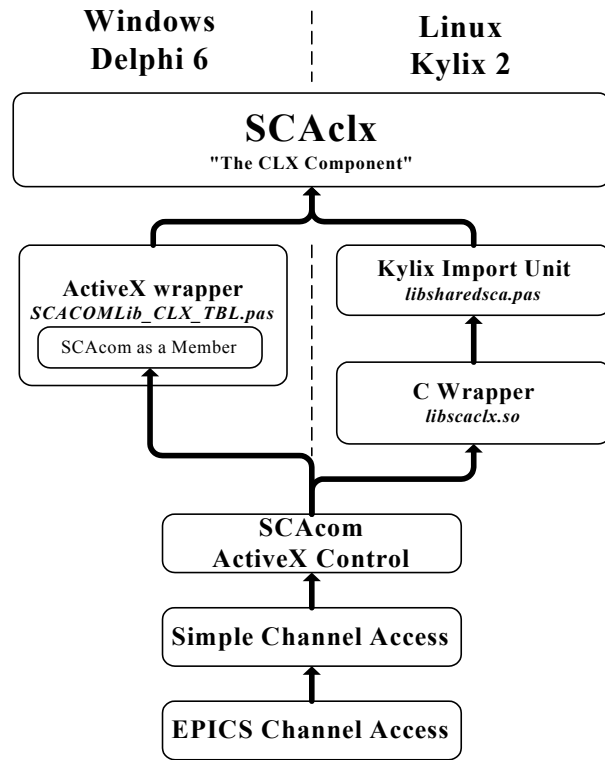 Windows
Delphi 6
Linux
Kylix 2
SCAclx
"The CLX Component"
ActiveX wrapper
SCACOMLib_CLX_TBL.pas
SCAcom as a Member
Kylix Import Unit
libsharedsca.pas
C Wrapper
libscaclx.so
SCAcom
ActiveX Control
Simple Channel Access
EPICS Channel Access